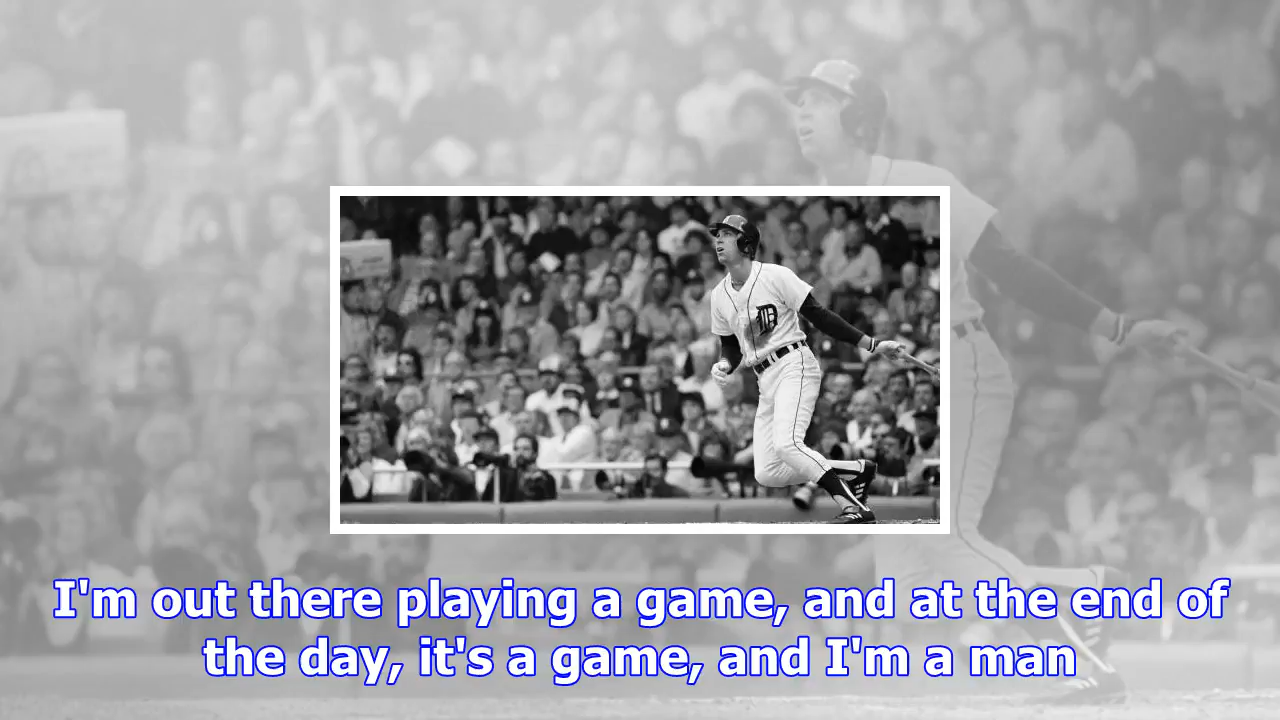 I'm out there playing a game, and at the end of
the day, it's a game, and I'm a man